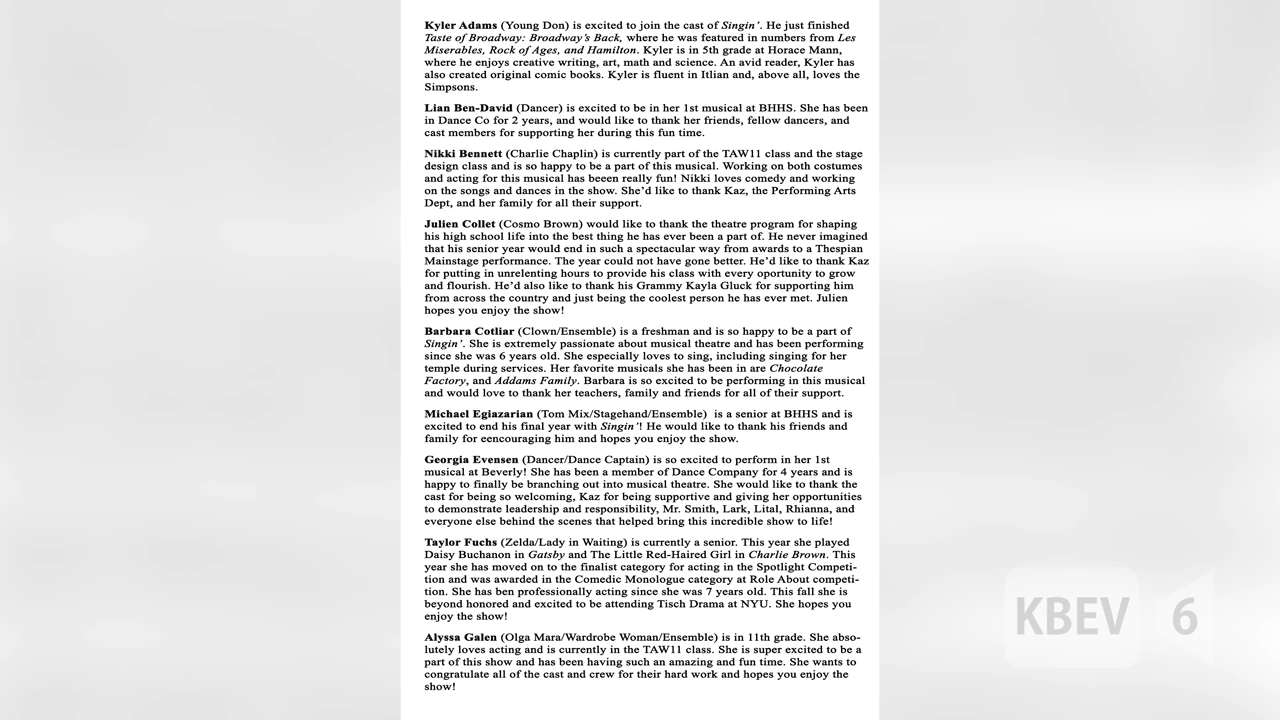 Kyler Adams (Young Don) is excited to join the cast of Singin’. He just finished
Taste of Broadway: Broadway’s Back, where he was featured in numbers from Les
Miserables, Rock of Ages, and Hamilton. Kyler is in 5th grade at Horace Mann,
where he enjoys creative writing, art, math and science. An avid reader, Kyler has
also created original comic books. Kyler is fluent in Itlian and, above all, loves the
Simpsons.
Lian Ben-David (Dancer) is excited to be in her 1st musical at BHHS. She has been
in Dance Co for 2 years, and would like to thank her friends, fellow dancers, and
cast members for supporting her during this fun time.
Nikki Bennett (Charlie Chaplin) is currently part of the TAW11 class and the stage
design class and is so happy to be a part of this musical. Working on both costumes
and acting for this musical has beeen really fun! Nikki loves comedy and working
on the songs and dances in the show. She’d like to thank Kaz, the Performing Arts
Dept, and her family for all their support.
Julien Collet (Cosmo Brown) would like to thank the theatre program for shaping
his high school life into the best thing he has ever been a part of. He never imagined
that his senior year would end in such a spectacular way from awards to a Thespian
Mainstage performance. The year could not have gone better. He’d like to thank Kaz
for putting in unrelenting hours to provide his class with every oportunity to grow
and flourish. He’d also like to thank his Grammy Kayla Gluck for supporting him
from across the country and just being the coolest person he has ever met. Julien
hopes you enjoy the show!
Barbara Cotliar (Clown/Ensemble) is a freshman and is so happy to be a part of
Singin’. She is extremely passionate about musical theatre and has been performing
since she was 6 years old. She especially loves to sing, including singing for her
temple during services. Her favorite musicals she has been in are Chocolate
Factory, and Addams Family. Barbara is so excited to be performing in this musical
and would love to thank her teachers, family and friends for all of their support.
Michael Egiazarian (Tom Mix/Stagehand/Ensemble)  is a senior at BHHS and is
excited to end his final year with Singin’! He would like to thank his friends and
family for eencouraging him and hopes you enjoy the show.
Georgia Evensen (Dancer/Dance Captain) is so excited to perform in her 1st
musical at Beverly! She has been a member of Dance Company for 4 years and is
happy to finally be branching out into musical theatre. She would like to thank the
cast for being so welcoming, Kaz for being supportive and giving her opportunities
to demonstrate leadership and responsibility, Mr. Smith, Lark, Lital, Rhianna, and
everyone else behind the scenes that helped bring this incredible show to life!
Taylor Fuchs (Zelda/Lady in Waiting) is currently a senior. This year she played
Daisy Buchanon in Gatsby and The Little Red-Haired Girl in Charlie Brown. This
year she has moved on to the finalist category for acting in the Spotlight Competi-
tion and was awarded in the Comedic Monologue category at Role About competi-
tion. She has ben professionally acting since she was 7 years old. This fall she is
beyond honored and excited to be attending Tisch Drama at NYU. She hopes you
enjoy the show!
Alyssa Galen (Olga Mara/Wardrobe Woman/Ensemble) is in 11th grade. She abso-
lutely loves acting and is currently in the TAW11 class. She is super excited to be a
part of this show and has been having such an amazing and fun time. She wants to
congratulate all of the cast and crew for their hard work and hopes you enjoy the
show!
KBEV 6